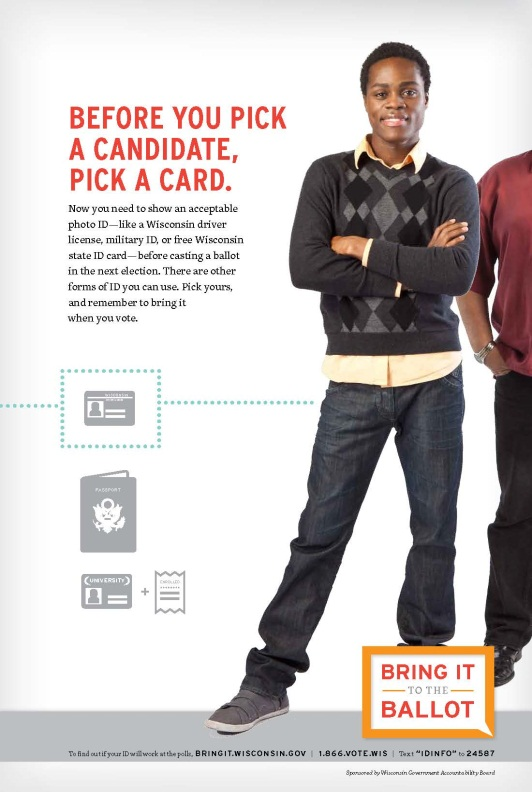 BEFORE YOU PICK
A CANDIDATE,
PICK A CARD.
Now you need to show an acceptable
photo ID—like a Wisconsin driver
license, military ID, or free Wisconsin
state ID card—before casting a ballot
in the next election. There are other
forms of ID you can use. Pick yours,
and remember to bring it
when you vote.
WISCONSIN
PASSPORT
UNIVERSITY
+
ENROLLED
BRING IT
TO THE
BALLOT
To find out if your ID will work at the polls, BRINGIT.WISCONSIN.GOV | 1.866.VOTE.WIS | Text "IDINFO" to 24587
Sponsored by Wisconsin Government Accountability Board